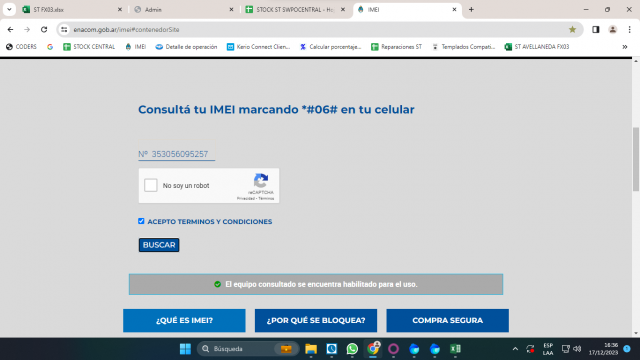 ST FX03.xlsx
Admin
STOCK ST SWPOCENTRAL - Ho
IMEI
enacom.gob.ar/imei#contenedorSite
CODERS
G
STOCK CENTRAL
IMEI
Detalle de operación
Kerio Connect Clien...
Calcular porcentaje...
Reparaciones ST
Templados Compati...
ST AVELLANEDA FX03
Consultá tu IMEI marcando *#06# en tu celular
Nº 353056095257
No soy un robot
reCAPTCHA
Privacidad - Términos
ACEPTO TERMINOS Y CONDICIONES
BUSCAR
El equipo consultado se encuentra habilitado para el uso.
¿QUÉ ES IMEI?
¿POR QUÉ SE BLOQUEA?
COMPRA SEGURA
Búsqueda
ESP
LAA
16:36
17/12/2023